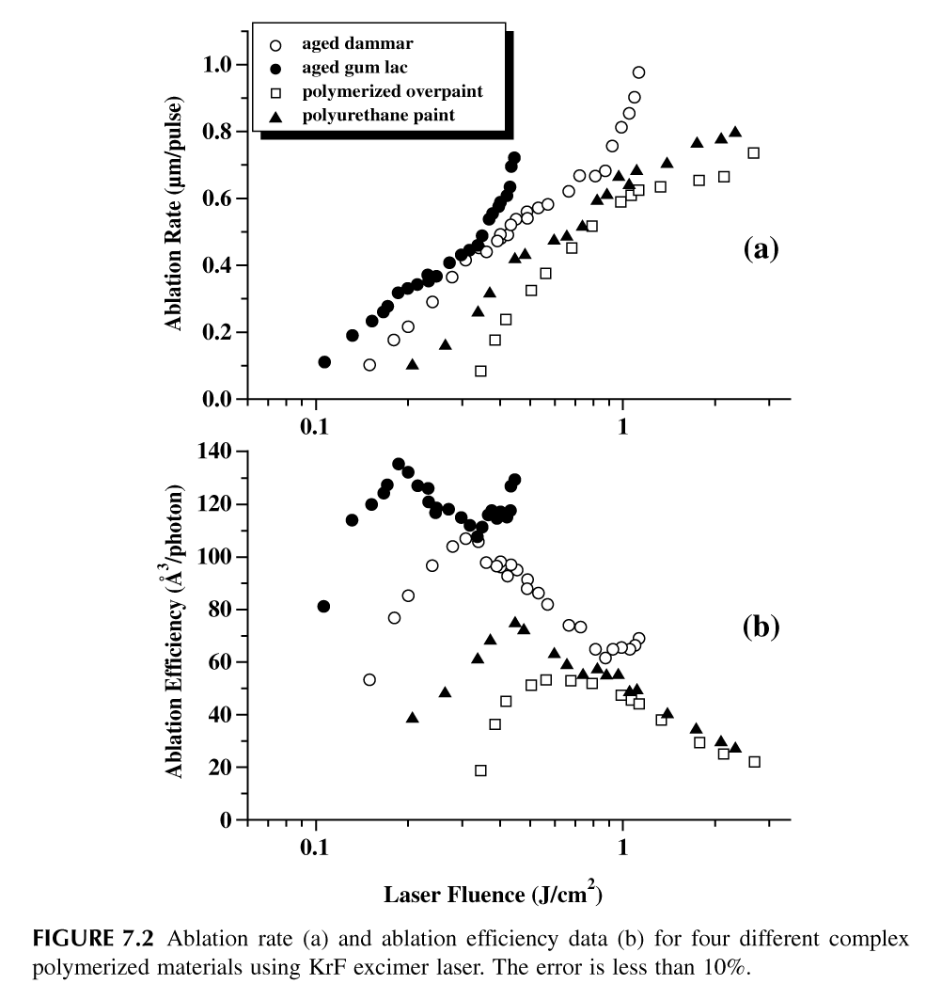 aged dammar
aged gum lac
polymerized overpaint
polyurethane paint
Ablation Rate (μm/pulse)
1.0
0.8
0.6
0.4
0.2
0.0
(a)
0.1
1
Ablation Efficiency (Å³/photon)
140
120
100
80
60
40
20
0
(b)
0.1
1
Laser Fluence (J/cm²)
FIGURE 7.2 Ablation rate (a) and ablation efficiency data (b) for four different complex
polymerized materials using KrF excimer laser. The error is less than 10%.